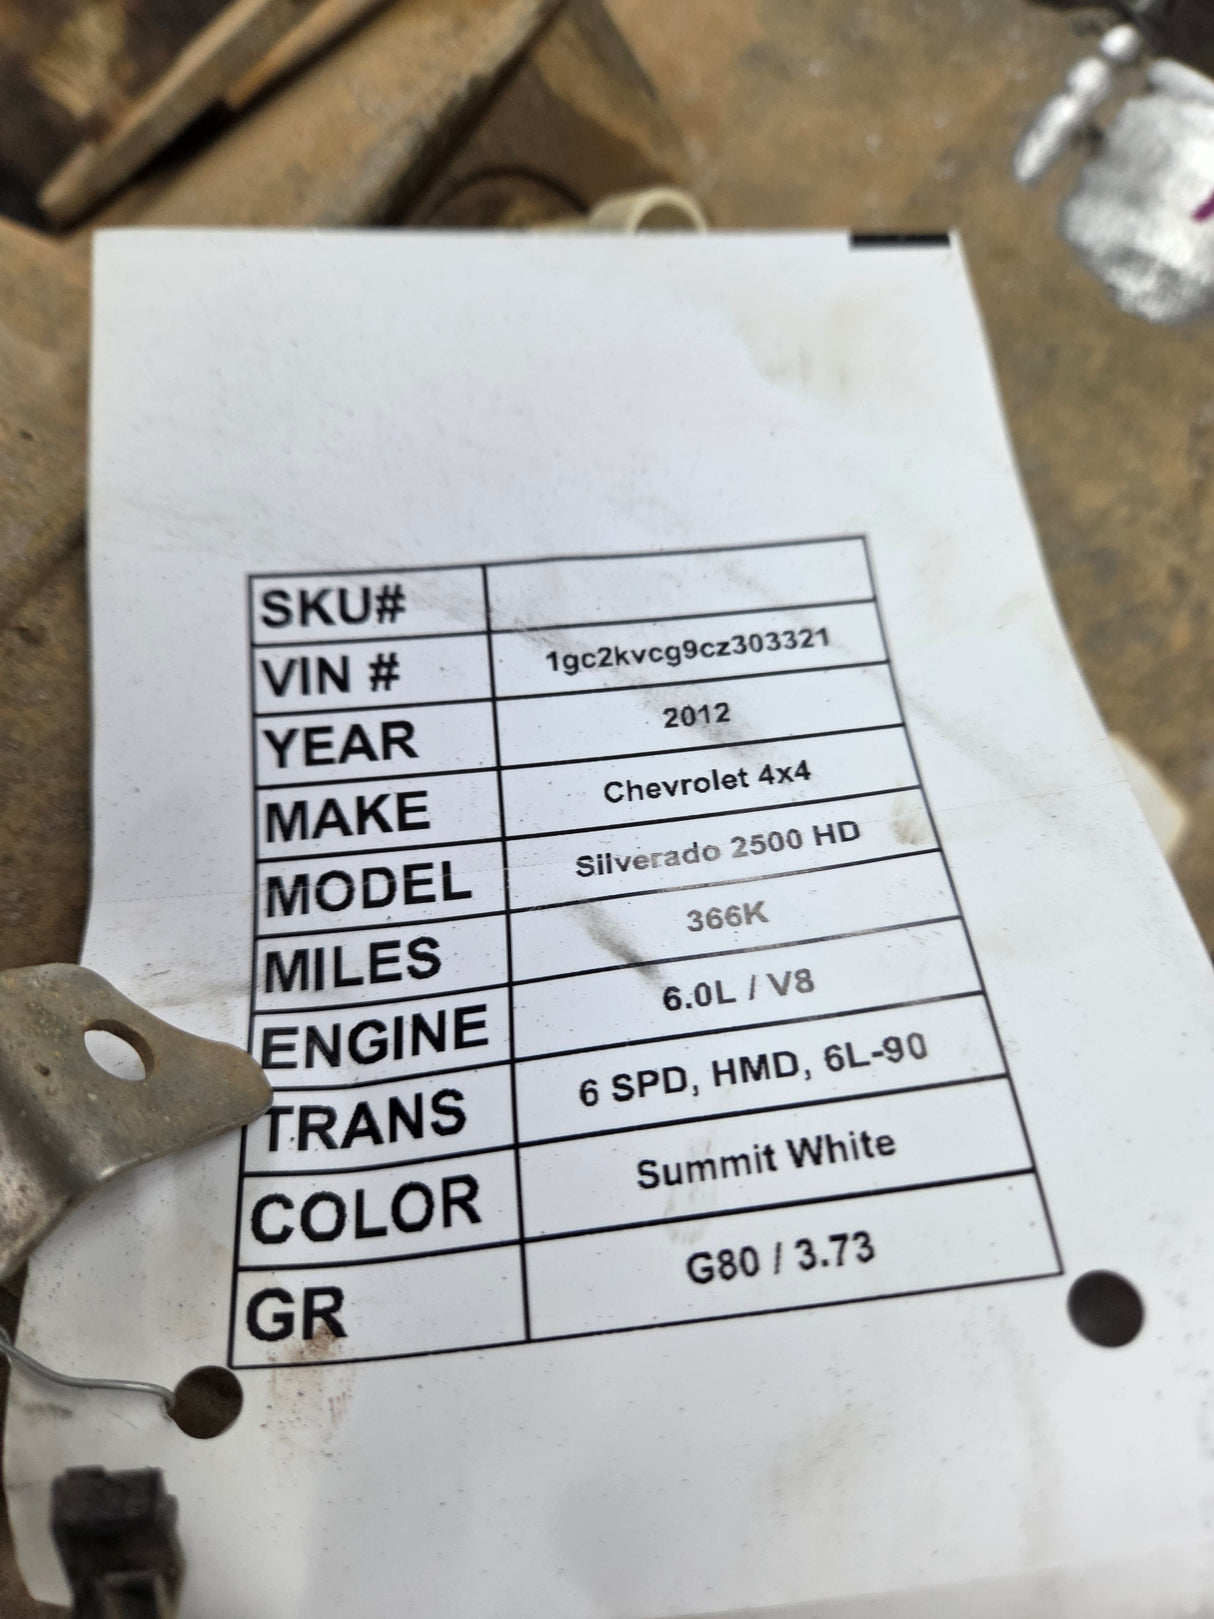 SKU#
VIN # 1gc2kvcg9cz303321
YEAR 2012
MAKE Chevrolet 4x4
MODEL Silverado 2500 HD
MILES 366K
ENGINE 6.0L / V8
TRANS 6 SPD, HMD, 6L-90
COLOR Summit White
GR G80 / 3.73